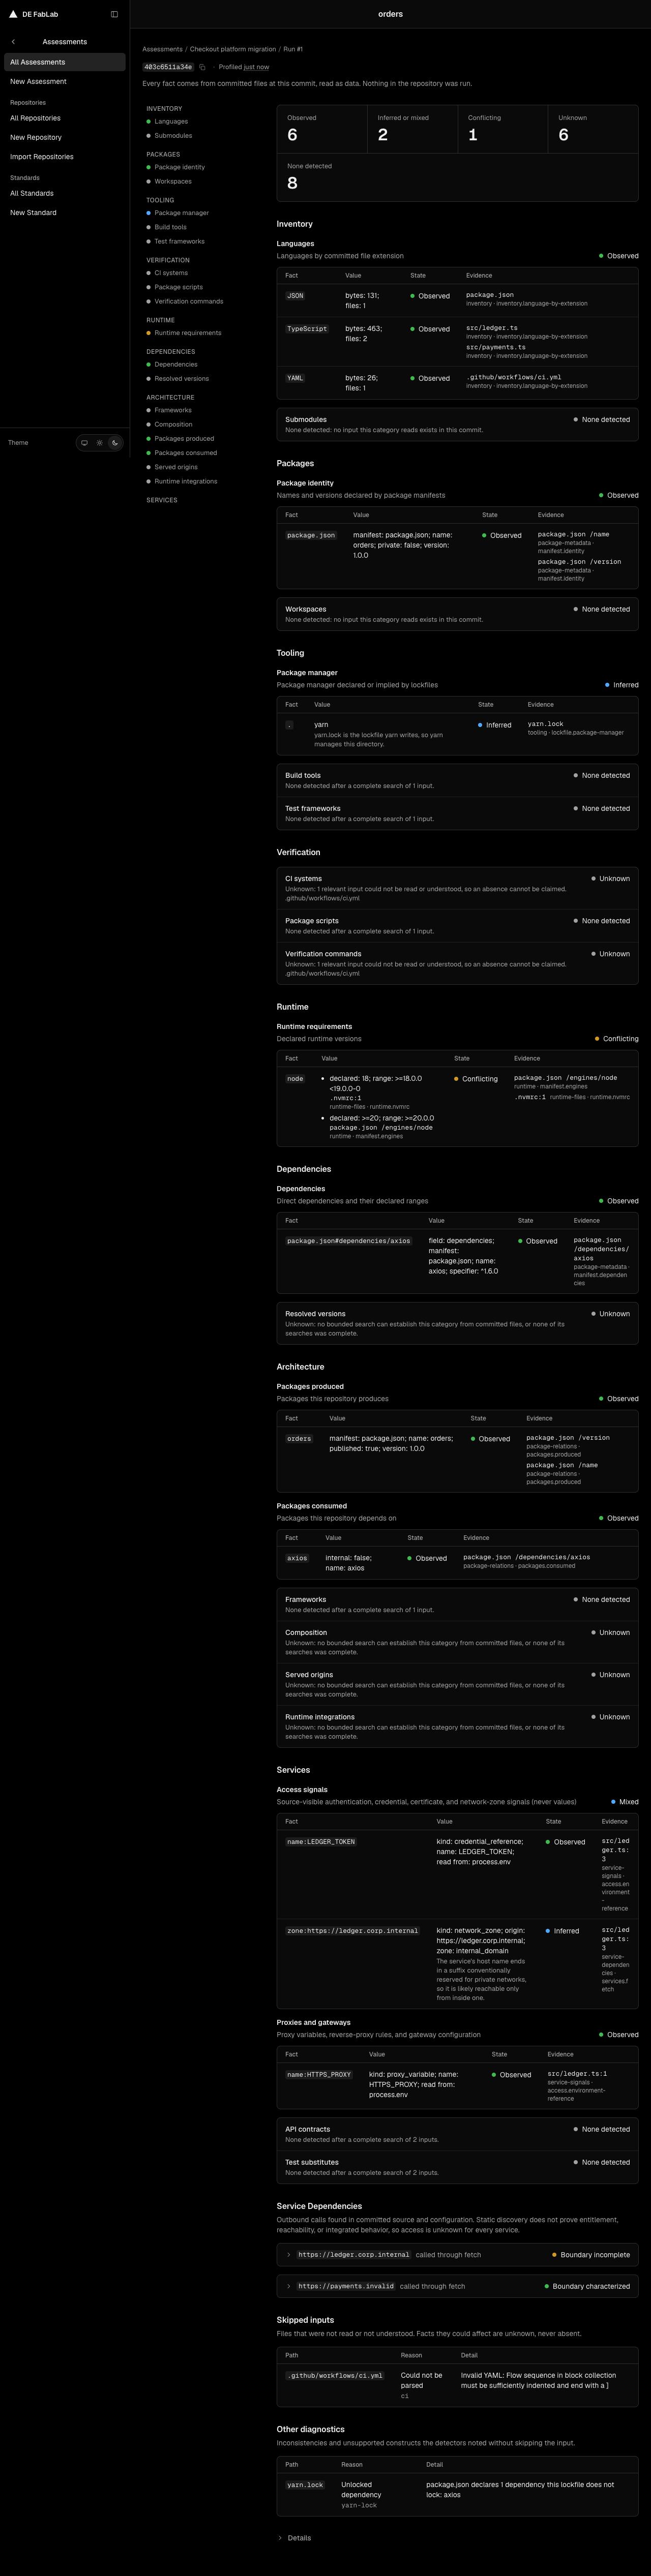 DE FabLab
orders
Assessments
All Assessments
New Assessment
Repositories
All Repositories
New Repository
Import Repositories
Standards
All Standards
New Standard
Theme
Assessments / Checkout platform migration / Run #1
403c6511a34e · Profiled just now
Every fact comes from committed files at this commit, read as data. Nothing in the repository was run.
INVENTORY
Languages
Submodules
PACKAGES
Package identity
Workspaces
TOOLING
Package manager
Build tools
Test frameworks
VERIFICATION
CI systems
Package scripts
Verification commands
RUNTIME
Runtime requirements
DEPENDENCIES
Dependencies
Resolved versions
ARCHITECTURE
Frameworks
Composition
Packages produced
Packages consumed
Served origins
Runtime integrations
SERVICES
Observed
6
Inferred or mixed
2
Conflicting
1
Unknown
6
None detected
8
Inventory
Languages
Languages by committed file extension
Observed
Fact Value State Evidence
JSON
bytes: 131;
files: 1
Observed
package.json
inventory · inventory.language-by-extension
TypeScript
bytes: 463;
files: 2
Observed
src/ledger.ts
inventory · inventory.language-by-extension
src/payments.ts
inventory · inventory.language-by-extension
YAML
bytes: 26;
files: 1
Observed
.github/workflows/ci.yml
inventory · inventory.language-by-extension
Submodules
None detected
None detected: no input this category reads exists in this commit.
Packages
Package identity
Names and versions declared by package manifests
Observed
Fact Value State Evidence
package.json
manifest: package.json; name:
orders; private: false; version:
1.0.0
Observed
package.json /name
package-metadata ·
manifest.identity
package.json /version
package-metadata ·
manifest.identity
Workspaces
None detected
None detected: no input this category reads exists in this commit.
Tooling
Package manager
Package manager declared or implied by lockfiles
Inferred
Fact Value State Evidence
.
yarn
yarn.lock is the lockfile yarn writes, so yarn
manages this directory.
Inferred
yarn.lock
tooling · lockfile.package-manager
Build tools
None detected
None detected after a complete search of 1 input.
Test frameworks
None detected
None detected after a complete search of 1 input.
Verification
CI systems
Unknown
Unknown: 1 relevant input could not be read or understood, so an absence cannot be claimed.
.github/workflows/ci.yml
Package scripts
None detected
None detected after a complete search of 1 input.
Verification commands
Unknown
Unknown: 1 relevant input could not be read or understood, so an absence cannot be claimed.
.github/workflows/ci.yml
Runtime
Runtime requirements
Declared runtime versions
Conflicting
Fact Value State Evidence
node
declared: 18; range: >=18.0.0
<19.0.0-0
.nvmrc:1
runtime-files · runtime.nvmrc
declared: >=20; range: >=20.0.0
package.json /engines/node
runtime · manifest.engines
Conflicting
package.json /engines/node
runtime · manifest.engines
.nvmrc:1 runtime-files · runtime.nvmrc
Dependencies
Dependencies
Direct dependencies and their declared ranges
Observed
Fact Value State Evidence
package.json#dependencies/axios
field: dependencies;
manifest:
package.json; name:
axios; specifier: ^1.6.0
Observed
package.json
/dependencies/
axios
package-metadata ·
manifest.dependen
cies
Resolved versions
Unknown
Unknown: no bounded search can establish this category from committed files, or none of its
searches was complete.
Architecture
Packages produced
Packages this repository produces
Observed
Fact Value State Evidence
orders
manifest: package.json; name: orders;
published: true; version: 1.0.0
Observed
package.json /version
package-relations ·
packages.produced
package.json /name
package-relations ·
packages.produced
Packages consumed
Packages this repository depends on
Observed
Fact Value State Evidence
axios
internal: false;
name: axios
Observed
package.json /dependencies/axios
package-relations · packages.consumed
Frameworks
None detected
None detected after a complete search of 1 input.
Composition
Unknown
Unknown: no bounded search can establish this category from committed files, or none of its
searches was complete.
Served origins
Unknown
Unknown: no bounded search can establish this category from committed files, or none of its
searches was complete.
Runtime integrations
Unknown
Unknown: no bounded search can establish this category from committed files, or none of its
searches was complete.
Services
Access signals
Source-visible authentication, credential, certificate, and network-zone signals (never values)
Mixed
Fact Value State Evidence
name:LEDGER_TOKEN
kind: credential_reference;
name: LEDGER_TOKEN;
read from: process.env
Observed
src/led
ger.ts:
3
service-
signals ·
access.en
vironment
-
reference
zone:https://ledger.corp.internal
kind: network_zone; origin:
https://ledger.corp.internal;
zone: internal_domain
The service's host name ends
in a suffix conventionally
reserved for private networks,
so it is likely reachable only
from inside one.
Inferred
src/led
ger.ts:
3
service-
dependen
cies ·
services.f
etch
Proxies and gateways
Proxy variables, reverse-proxy rules, and gateway configuration
Observed
Fact Value State Evidence
name:HTTPS_PROXY
kind: proxy_variable; name:
HTTPS_PROXY; read from:
process.env
Observed
src/ledger.ts:1
service-signals ·
access.environment-
reference
API contracts
None detected
None detected after a complete search of 2 inputs.
Test substitutes
None detected
None detected after a complete search of 2 inputs.
Service Dependencies
Outbound calls found in committed source and configuration. Static discovery does not prove entitlement,
reachability, or integrated behavior, so access is unknown for every service.
https://ledger.corp.internal called through fetch
Boundary incomplete
https://payments.invalid called through fetch
Boundary characterized
Skipped inputs
Files that were not read or not understood. Facts they could affect are unknown, never absent.
Path Reason Detail
.github/workflows/ci.yml
Could not be
parsed
ci
Invalid YAML: Flow sequence in block collection
must be sufficiently indented and end with a ]
Other diagnostics
Inconsistencies and unsupported constructs the detectors noted without skipping the input.
Path Reason Detail
yarn.lock
Unlocked
dependency
yarn-lock
package.json declares 1 dependency this lockfile does not
lock: axios
Details